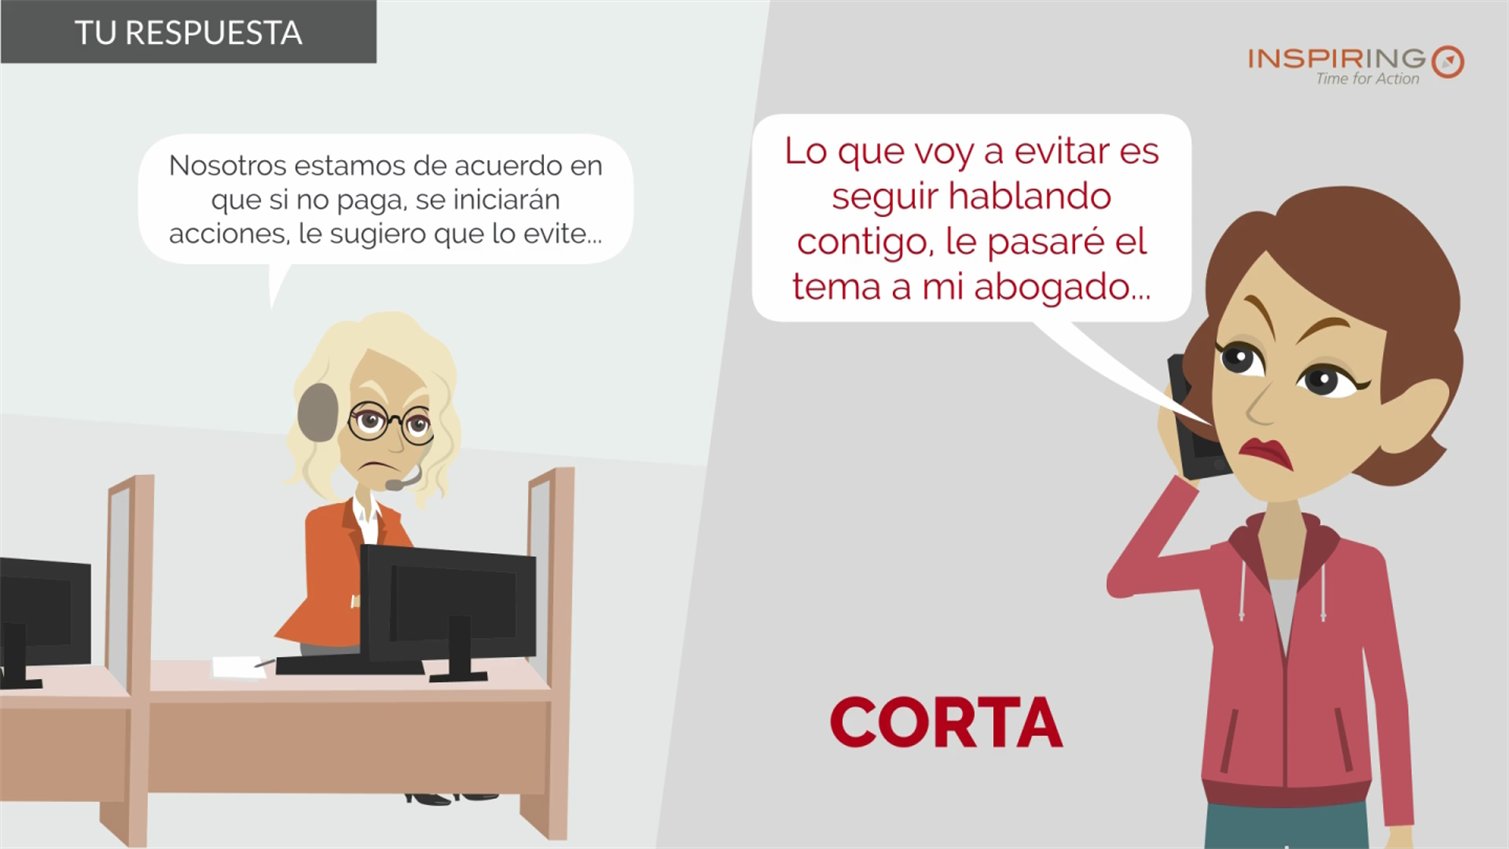 TU RESPUESTA
INSPIRING
Time for Action
Nosotros estamos de acuerdo en
que si no paga, se iniciarán
acciones, le sugiero que lo evite...
Lo que voy a evitar es
seguir hablando
contigo, le pasaré el
tema a mi abogado...
CORTA